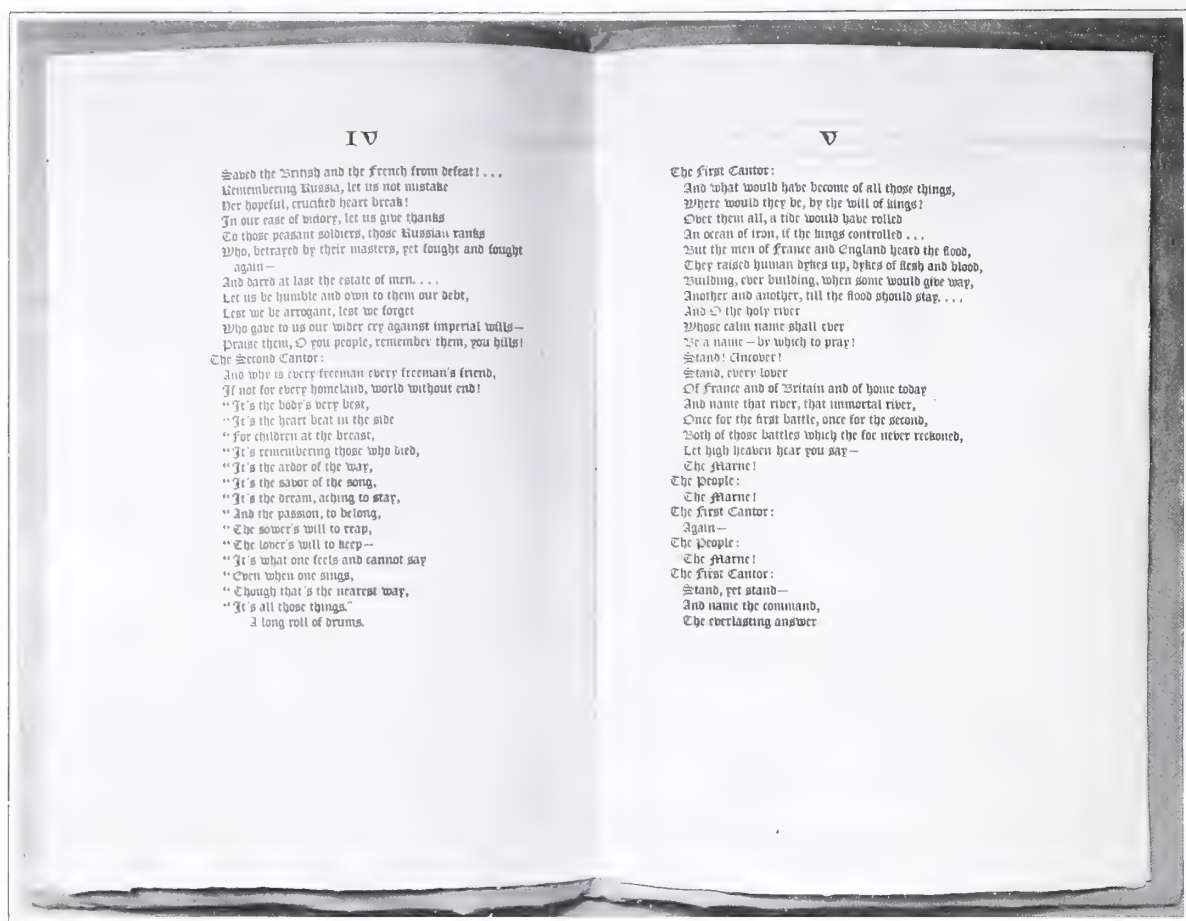 IV
Saved the British and the French from defeat! . . .
Remembering Russia, let us not mistake
Her hopeful, crucified heart break!
In our ease of victory, let us give thanks
To those peasant soldiers, those Russian ranks
Who, betrayed by their masters, yet fought and fought
again—
And dared at last the estate of men. . . .
Let us be humble and own to them our debt,
Lest we be arrogant, lest we forget
Who gave to us our wider cry against imperial wills—
Praise them, O you people, remember them, you hills!
The Second Cantor:
And why is every freeman every freeman's friend,
If not for every homeland, world without end!
"It's the body's very best,
"It's the heart beat in the side
"For children at the breast,
"It's remembering those who died,
"It's the ardor of the way,
"It's the savor of the song,
"It's the dream, aching to stay,
"And the passion, to belong,
"The sower's will to reap,
"The lover's will to keep—
"It's what one feels and cannot say
"Even when one sings,
"Though that's the nearest way,
"It's all those things."
A long roll of drums.
V
The First Cantor:
And what would have become of all those things,
Where would they be, by the will of kings?
Over them all, a tide would have rolled
An ocean of iron, if the kings controlled . . .
But the men of France and England heard the flood,
They raised human dykes up, dykes of flesh and blood,
Building, ever building, when some would give way,
Another and another, till the flood should stay. . . .
And O the holy river
Whose calm name shall ever
Be a name — by which to pray!
Stand! Uncover!
Stand, every lover
Of France and of Britain and of home today
And name that river, that immortal river,
Once for the first battle, once for the second,
Both of those battles which the foe never reckoned,
Let high heaven hear you say—
The Marne!
The People:
The Marne!
The First Cantor:
Again—
The People:
The Marne!
The First Cantor:
Stand, yet stand—
And name the command,
The everlasting answer